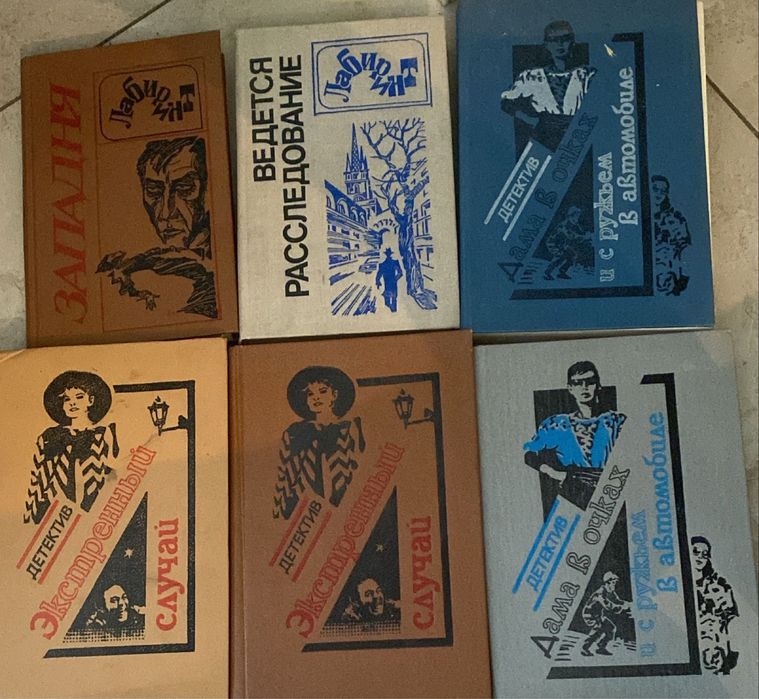 ЗАПАДНЯ
Лабиринт
ВЕДЕТСЯ
РАССЛЕДОВАНИЕ
Лабиринт
ДЕТЕКТИВ
Дама в очках
и с ружьем
в автомобиле
ДЕТЕКТИВ
Экстренный
случай
ДЕТЕКТИВ
Экстренный
случай
ДЕТЕКТИВ
Дама в очках
и с ружьем
в автомобиле